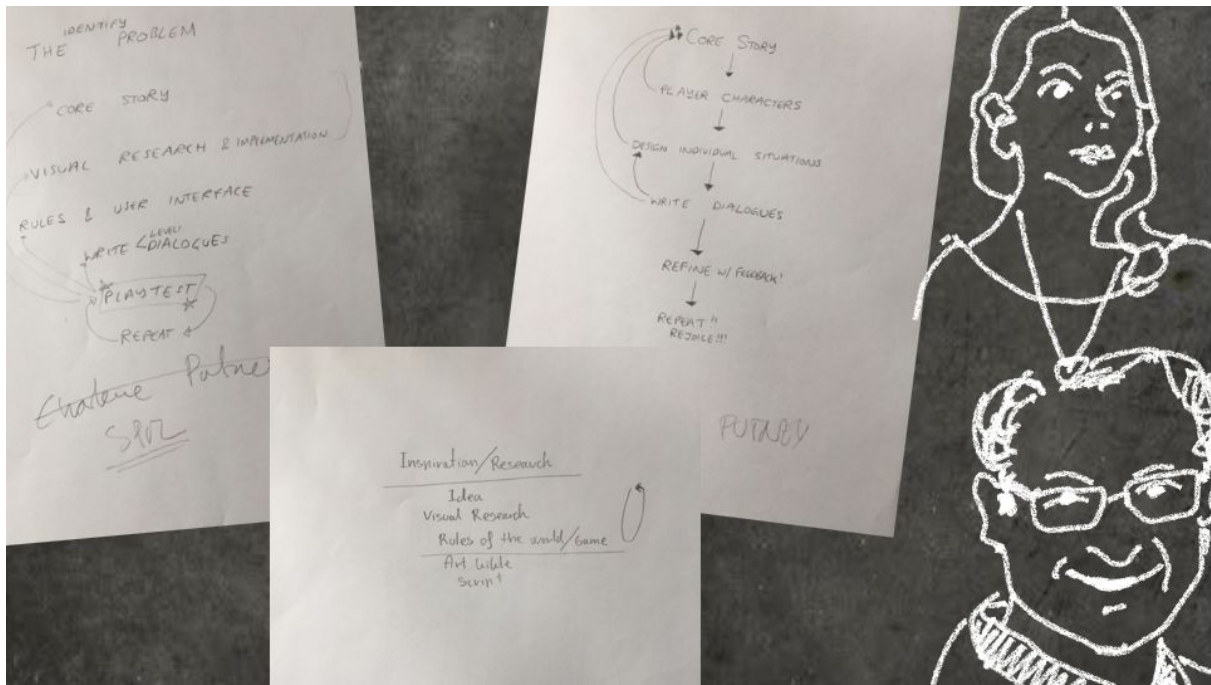 IDENTIFY
THE PROBLEM
CORE STORY
VISUAL RESEARCH & IMPLEMENTATION
RULES & USER INTERFACE
WRITE < LEVEL!
DIALOGUES
PLAYTEST
REPEAT
CORE STORY
PLAYER CHARACTERS
DESIGN INDIVIDUAL SITUATIONS
WRITE DIALOGUES
REFINE W/ FEEDBACK!
REPEAT!!
REJOICE!!!
PUTNEY
Inspiration/Research
Idea
Visual Research
Rules of the world/Game
Art bible
Script